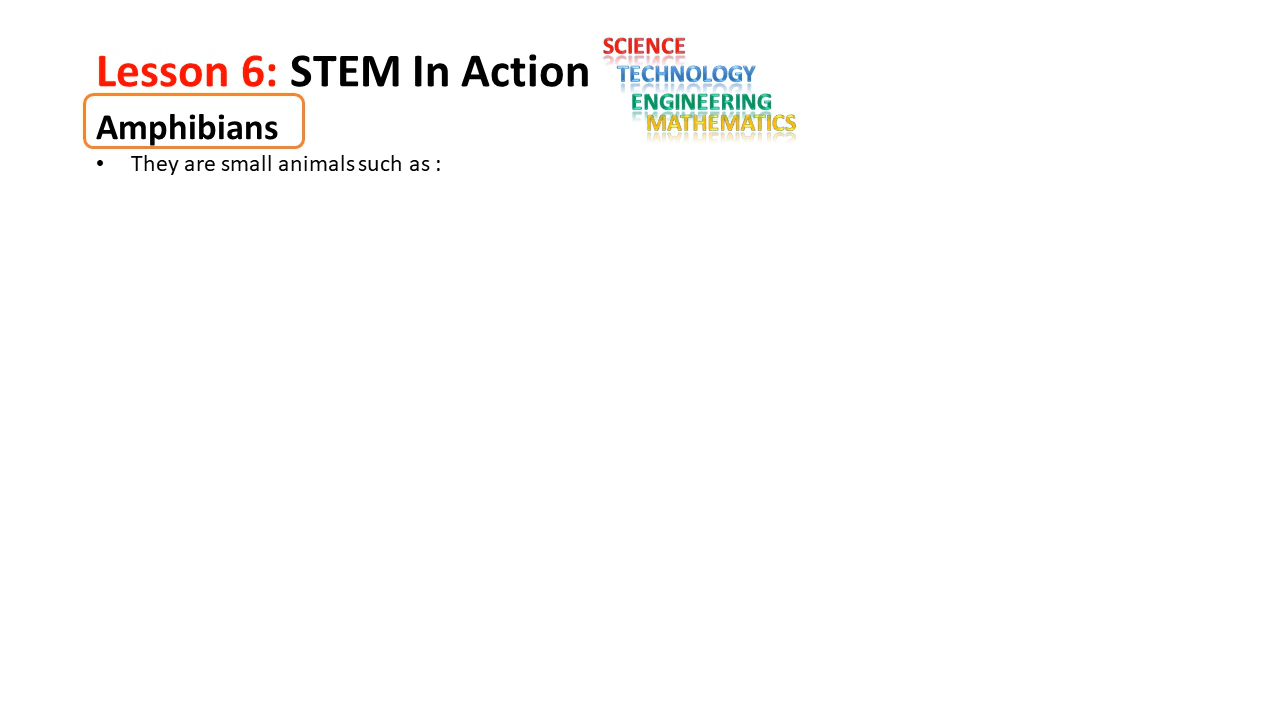 Lesson 6: STEM In Action
SCIENCE
TECHNOLOGY
ENGINEERING
MATHEMATICS
Amphibians
• They are small animals such as :